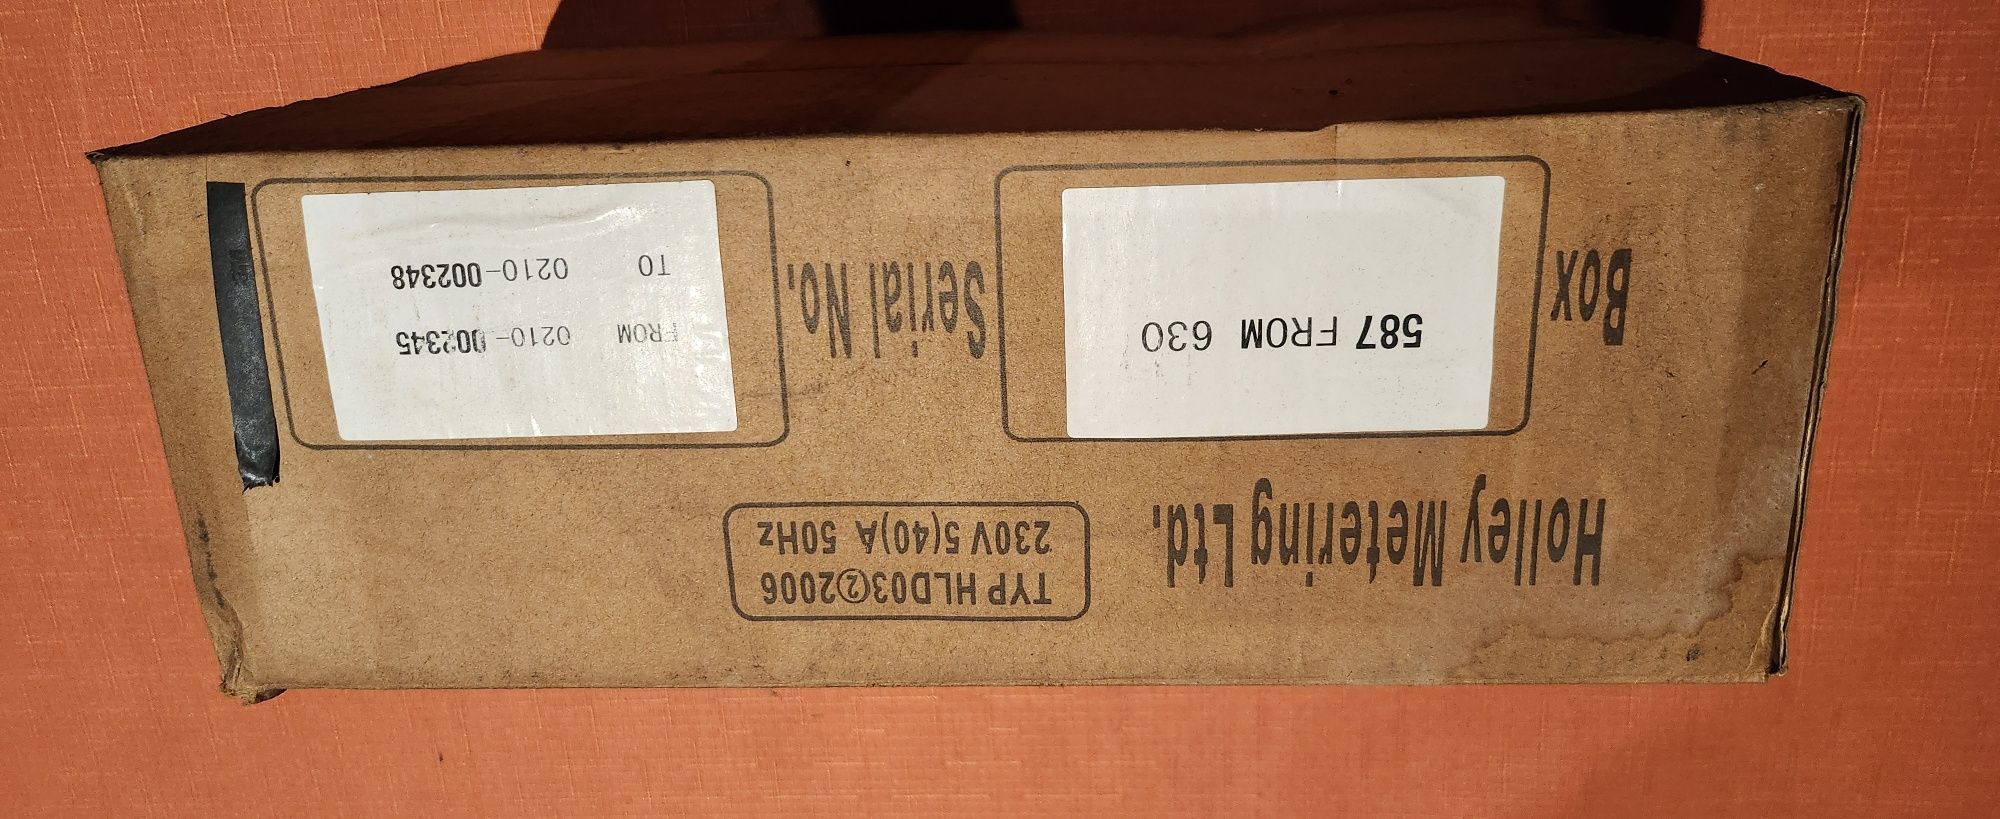 Holley Metering Ltd.
TYP HLD03②2006
230V 5(40)A 50Hz
Box
587 FROM 630
Serial No.
FROM 0210-002345
TO 0210-002348